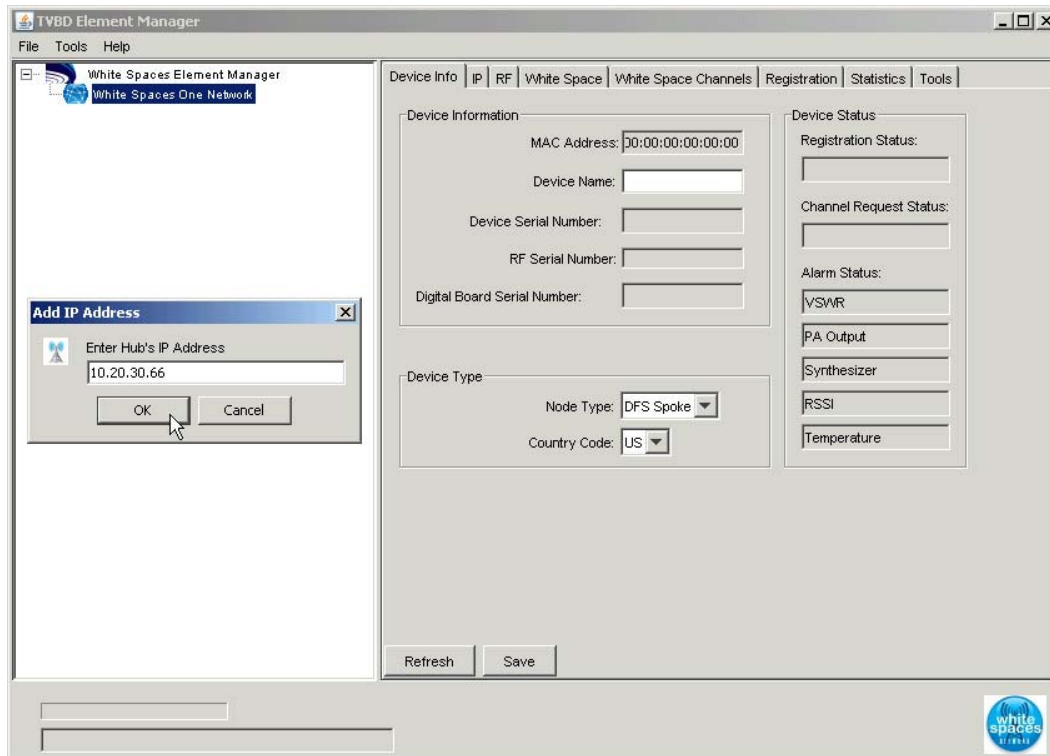 TVBD Element Manager
File Tools Help
White Spaces Element Manager
White Spaces One Network
Device Info IP RF White Space White Space Channels Registration Statistics Tools
Device Information
MAC Address: 00:00:00:00:00:00
Device Name:
Device Serial Number:
RF Serial Number:
Digital Board Serial Number:
Device Type
Node Type: DFS Spoke
Country Code: US
Device Status
Registration Status:
Channel Request Status:
Alarm Status:
VSWR
PA Output
Synthesizer
RSSI
Temperature
Add IP Address
Enter Hub's IP Address
10.20.30.66
OK Cancel
Refresh Save
white
spaces
NETWORK